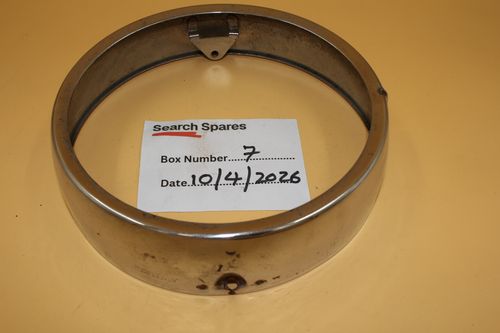 Search Spares
Box Number......7...............
Date.10/4/2026